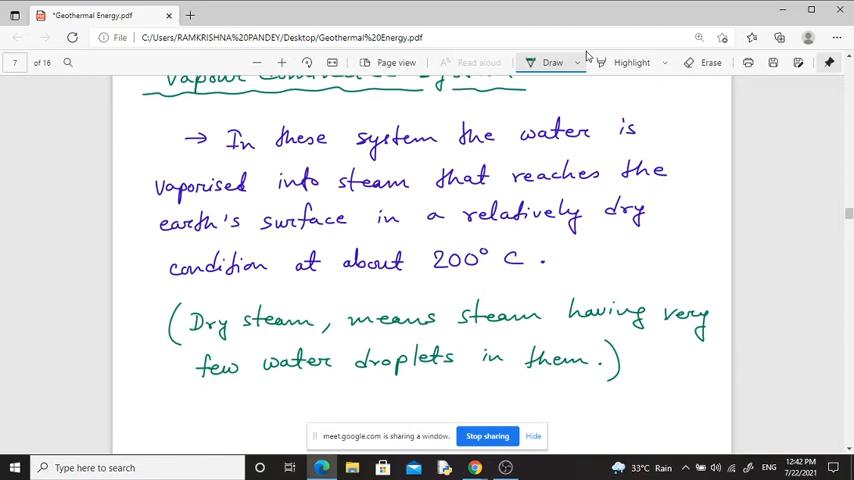 *Geothermal Energy.pdf
File C:/Users/RAMKRISHNA%20PANDEY/Desktop/Geothermal%20Energy.pdf
7 of 16 Page view Read aloud Draw Highlight Erase
→ In these system the water is
vaporised into steam that reaches the
earth's surface in a relatively dry
condition at about 200° C .
(Dry steam, means steam having very
few water droplets in them.)
meet.google.com is sharing a window. Stop sharing Hide
Type here to search 33°C Rain ENG 12:42 PM
7/22/2021